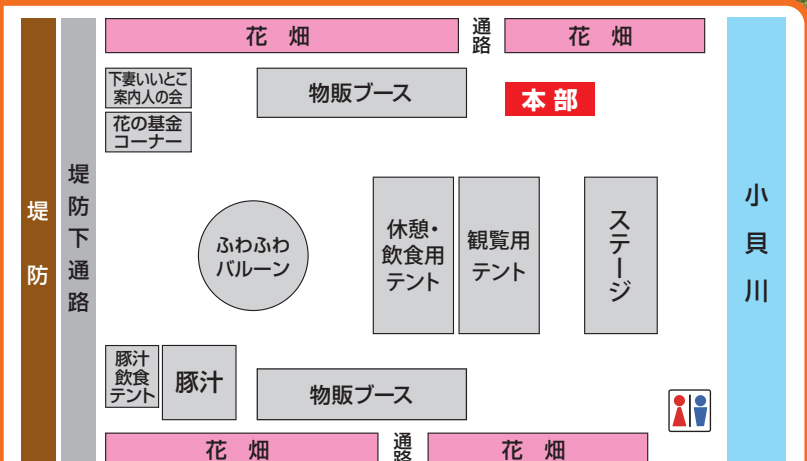 花畑
通路
花畑
下妻いいとこ
案内人の会
物販ブース
本部
花の基金
コーナー
堤防
堤防下通路
ふわふわ
バルーン
休憩・
飲食用
テント
観覧用
テント
ステージ
小貝川
豚汁
飲食
テント
豚汁
物販ブース
花畑
通路
花畑